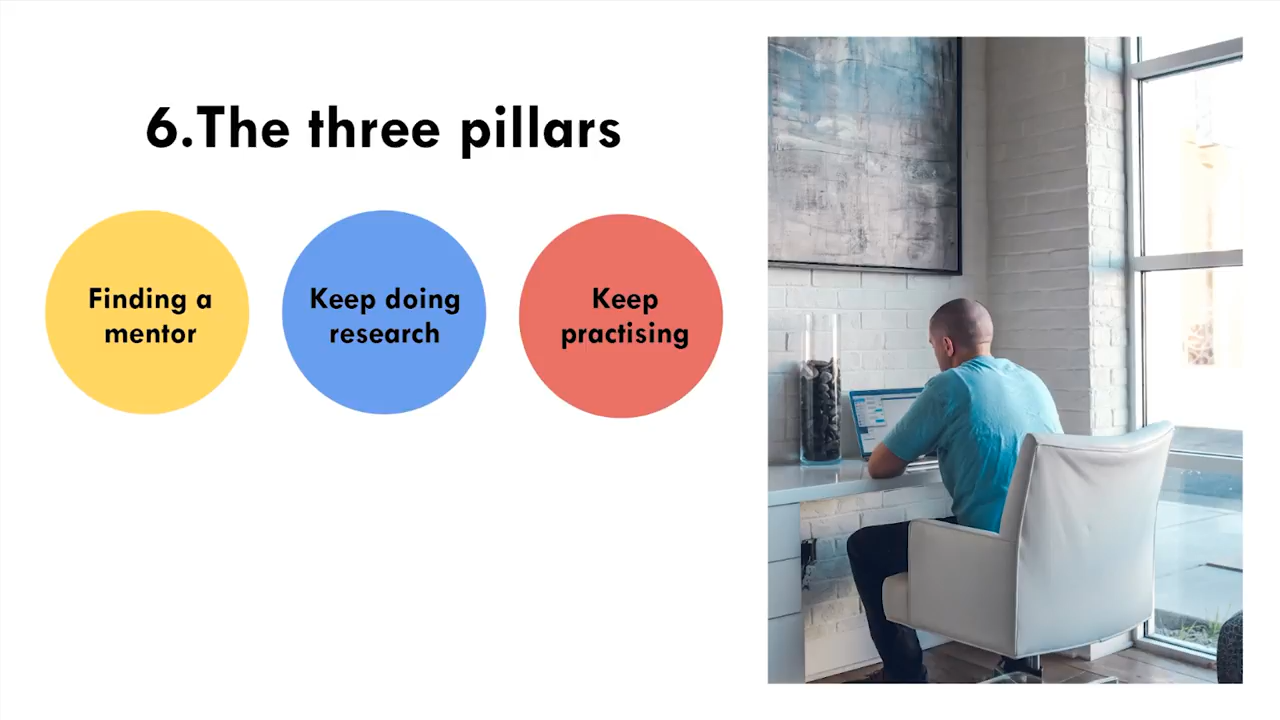 6.The three pillars
Finding a
mentor
Keep doing
research
Keep
practising